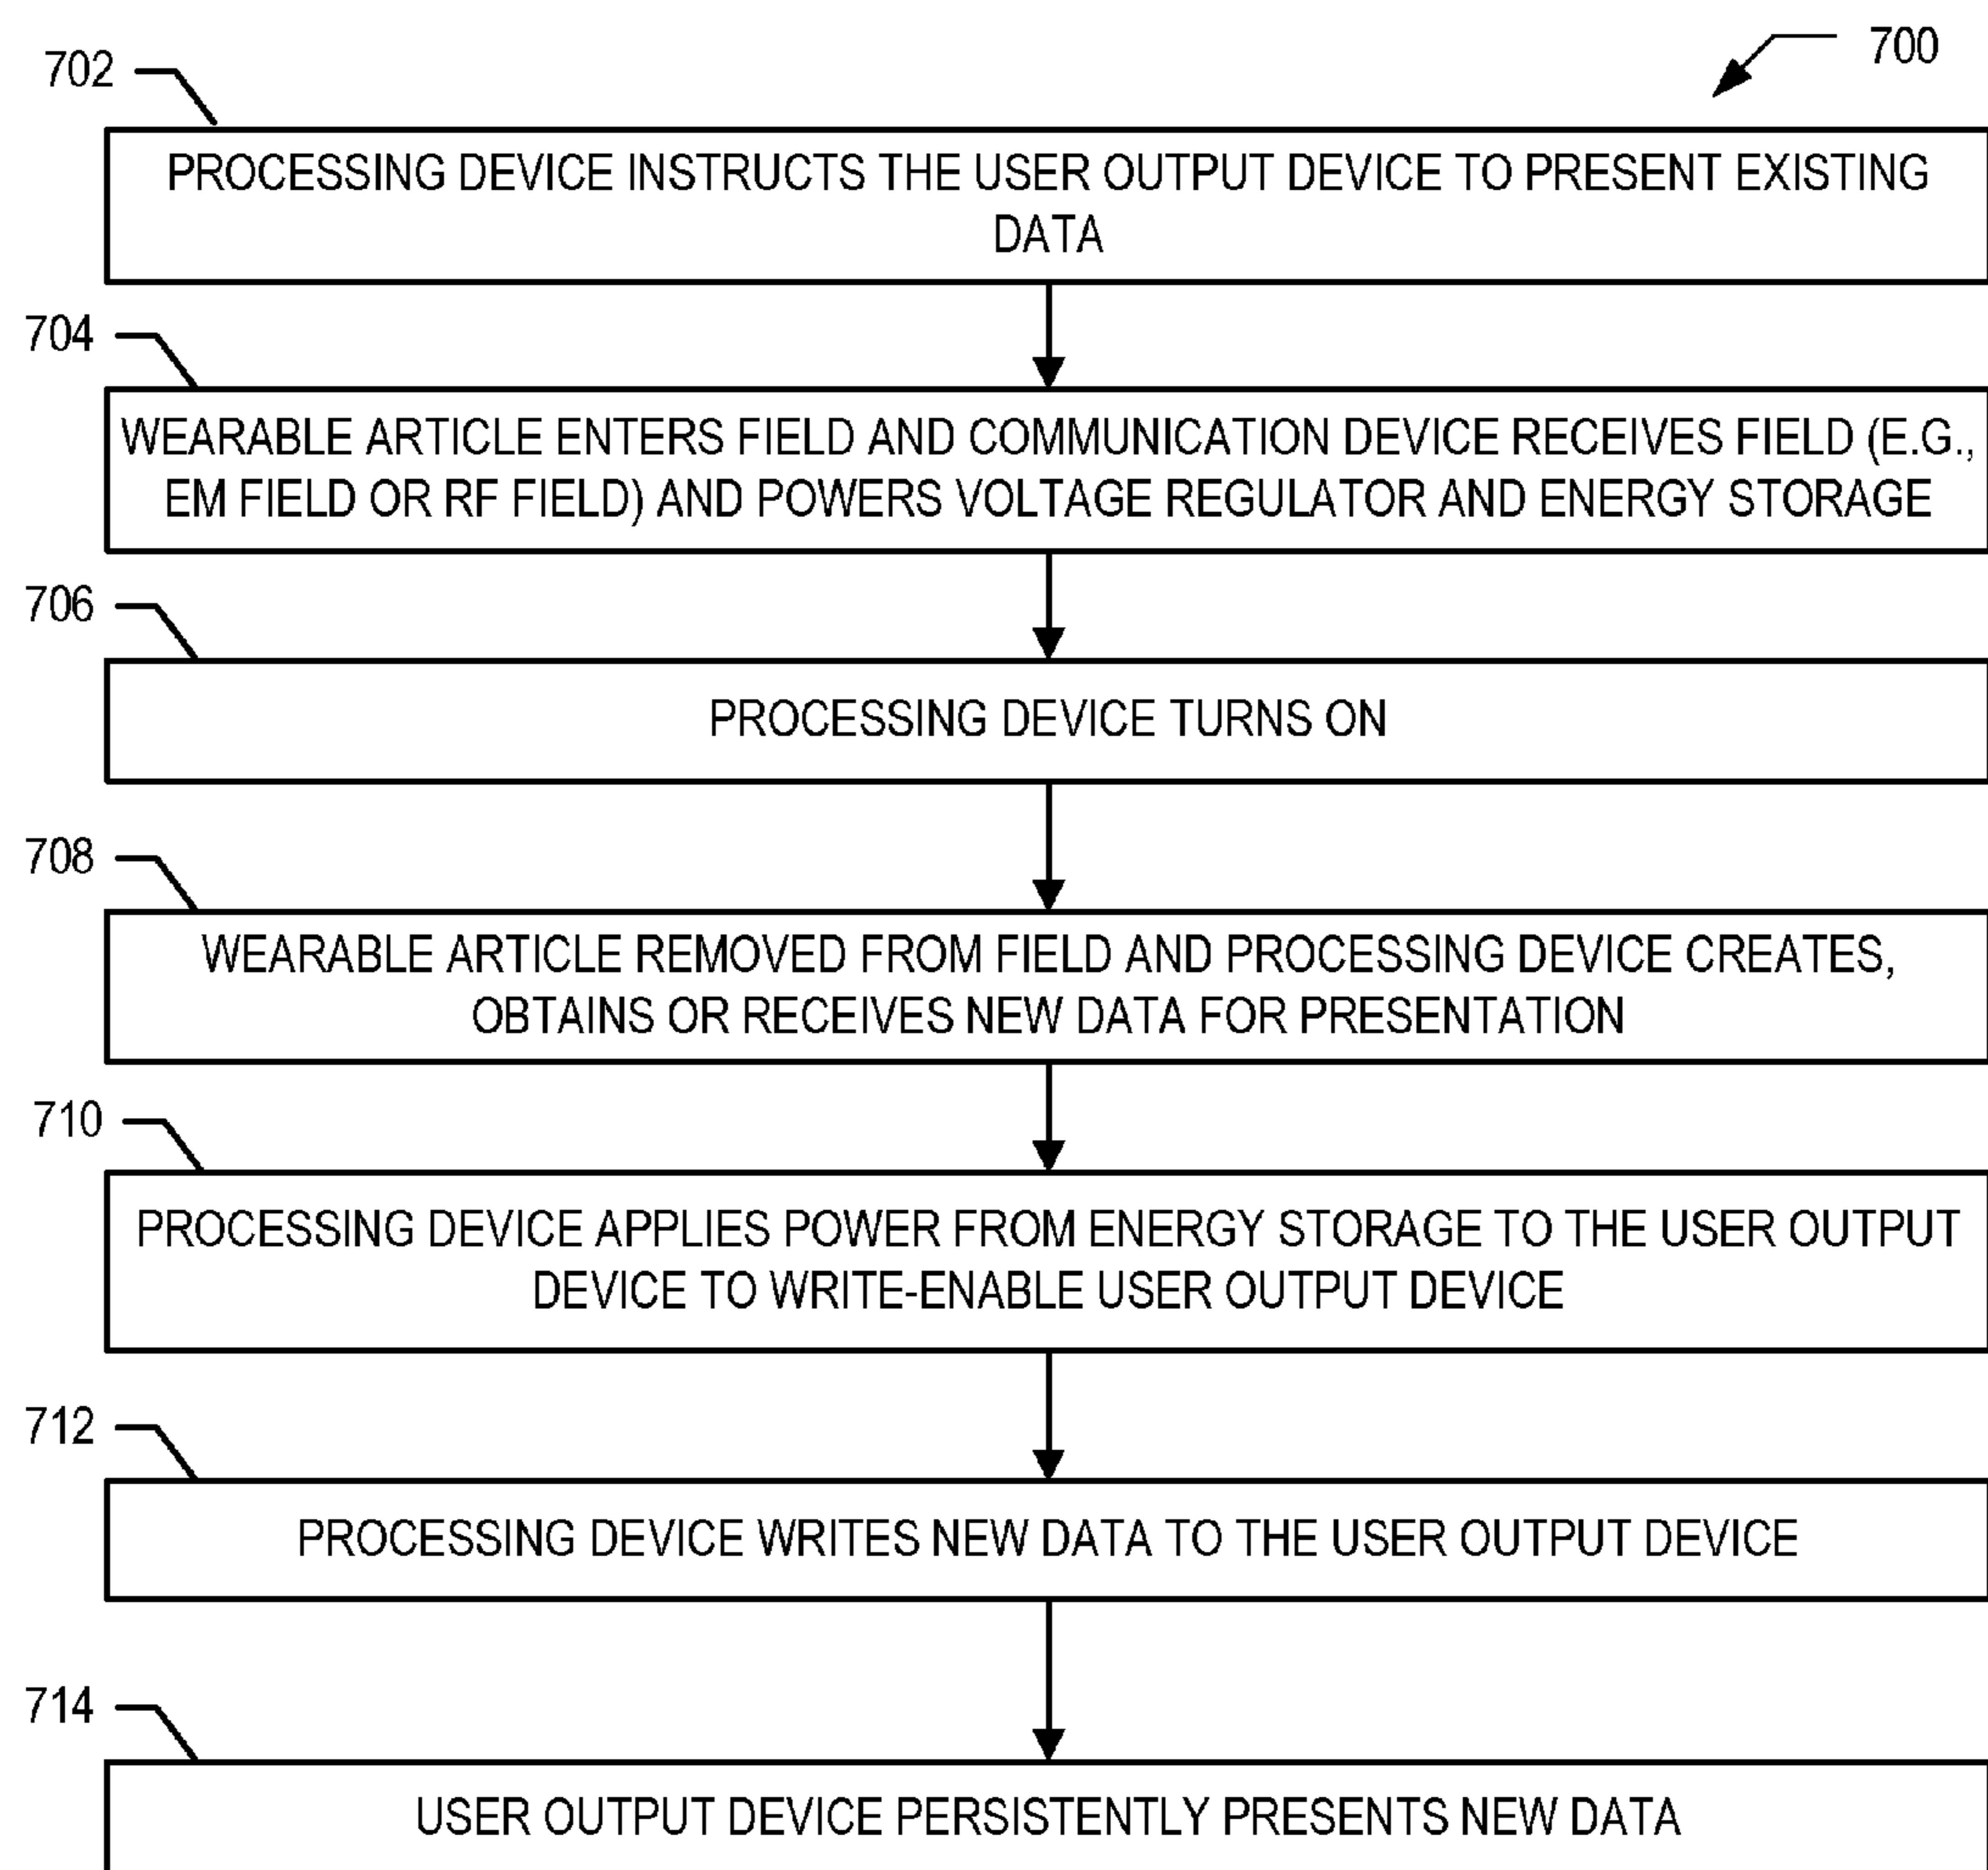 700
702
PROCESSING DEVICE INSTRUCTS THE USER OUTPUT DEVICE TO PRESENT EXISTING
DATA
704
WEARABLE ARTICLE ENTERS FIELD AND COMMUNICATION DEVICE RECEIVES FIELD (E.G.,
EM FIELD OR RF FIELD) AND POWERS VOLTAGE REGULATOR AND ENERGY STORAGE
706
PROCESSING DEVICE TURNS ON
708
WEARABLE ARTICLE REMOVED FROM FIELD AND PROCESSING DEVICE CREATES,
OBTAINS OR RECEIVES NEW DATA FOR PRESENTATION
710
PROCESSING DEVICE APPLIES POWER FROM ENERGY STORAGE TO THE USER OUTPUT
DEVICE TO WRITE-ENABLE USER OUTPUT DEVICE
712
PROCESSING DEVICE WRITES NEW DATA TO THE USER OUTPUT DEVICE
714
USER OUTPUT DEVICE PERSISTENTLY PRESENTS NEW DATA